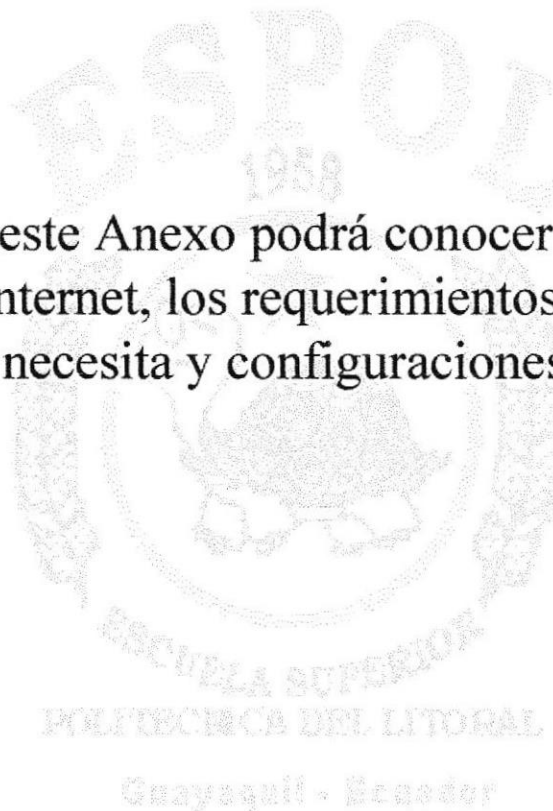 ESPOL
1958
este Anexo podrá conocer
nternet, los requerimientos
necesita y configuraciones
ESCUELA SUPERIOR
POLITECNICA DEL LITORAL
Guayaquil - Ecuador